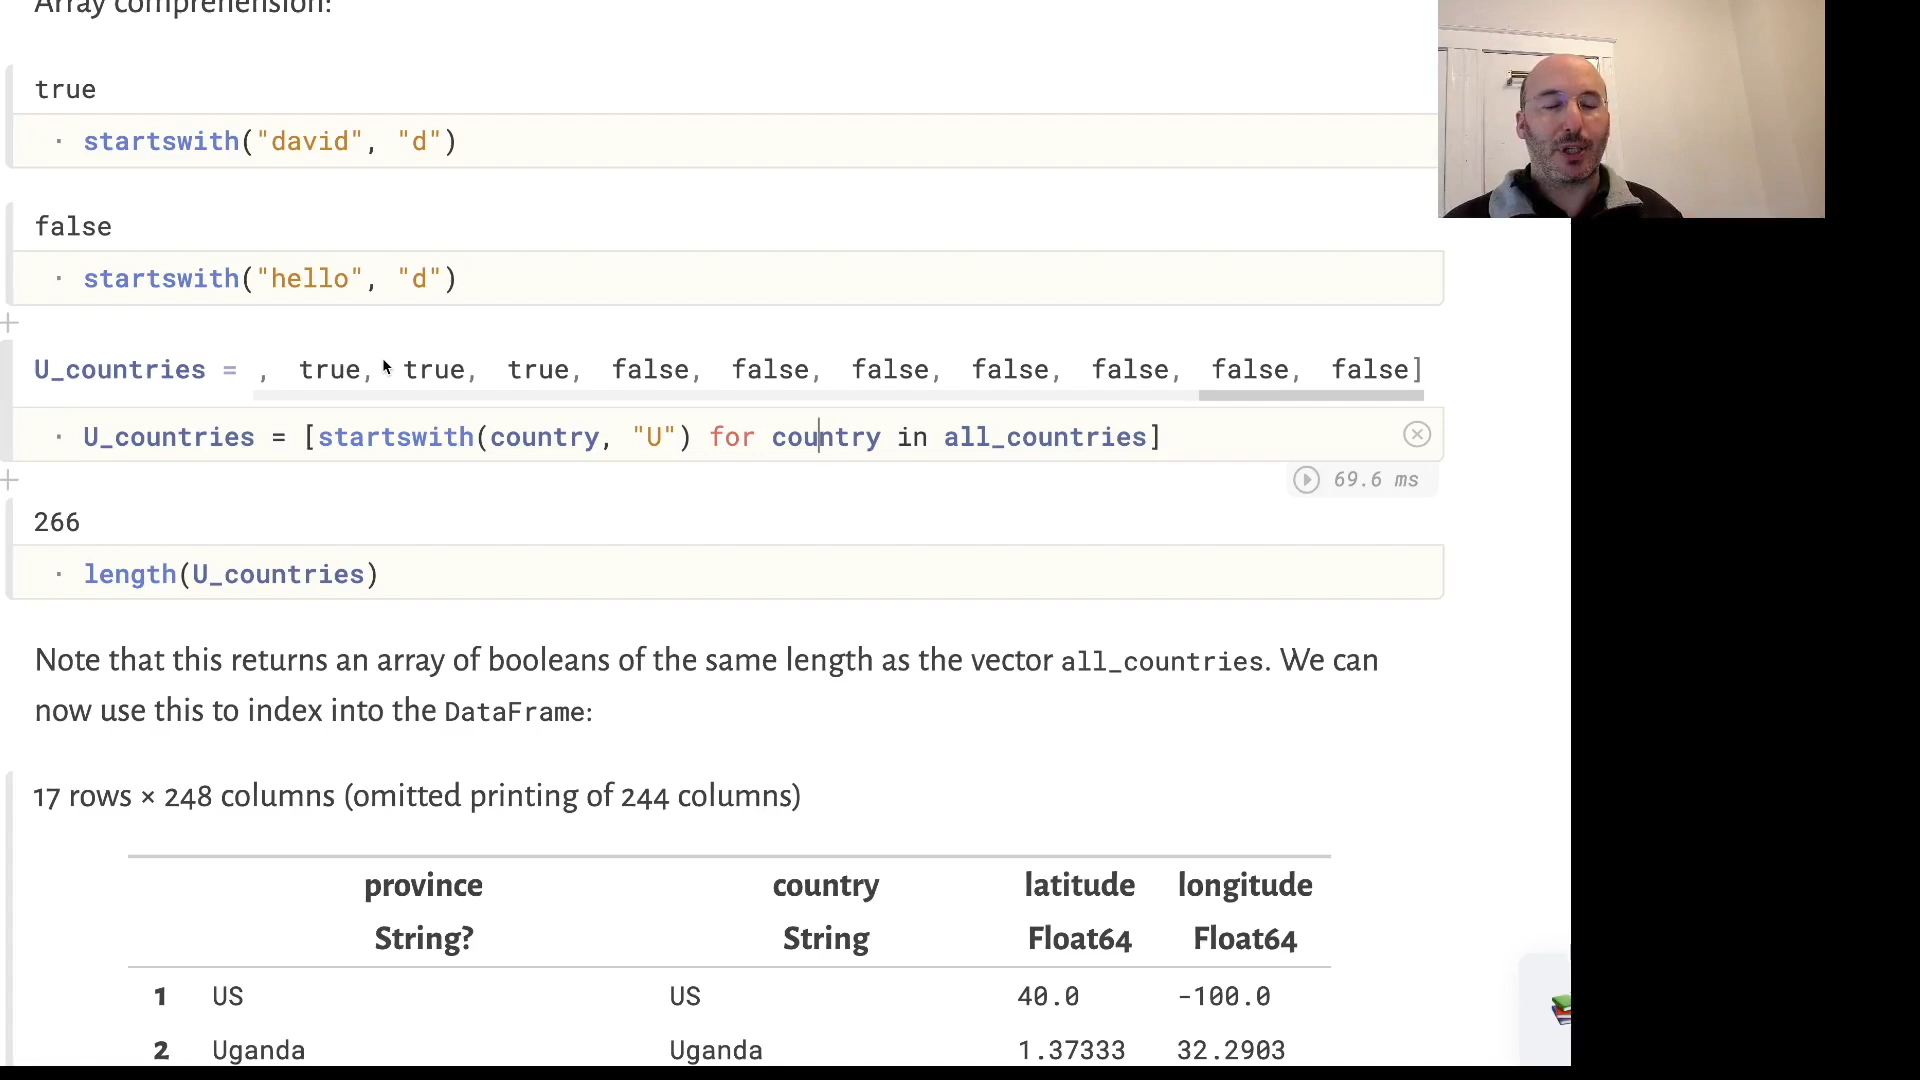 Array comprehension:
true
· startswith("david", "d")
false
· startswith("hello", "d")
U_countries = , true, true, true, false, false, false, false, false, false, false]
· U_countries = [startswith(country, "U") for country in all_countries]
69.6 ms
266
· length(U_countries)
Note that this returns an array of booleans of the same length as the vector all_countries. We can
now use this to index into the DataFrame:
17 rows × 248 columns (omitted printing of 244 columns)
province country latitude longitude
String? String Float64 Float64
1 US US 40.0 -100.0
2 Uganda Uganda 1.37333 32.2903